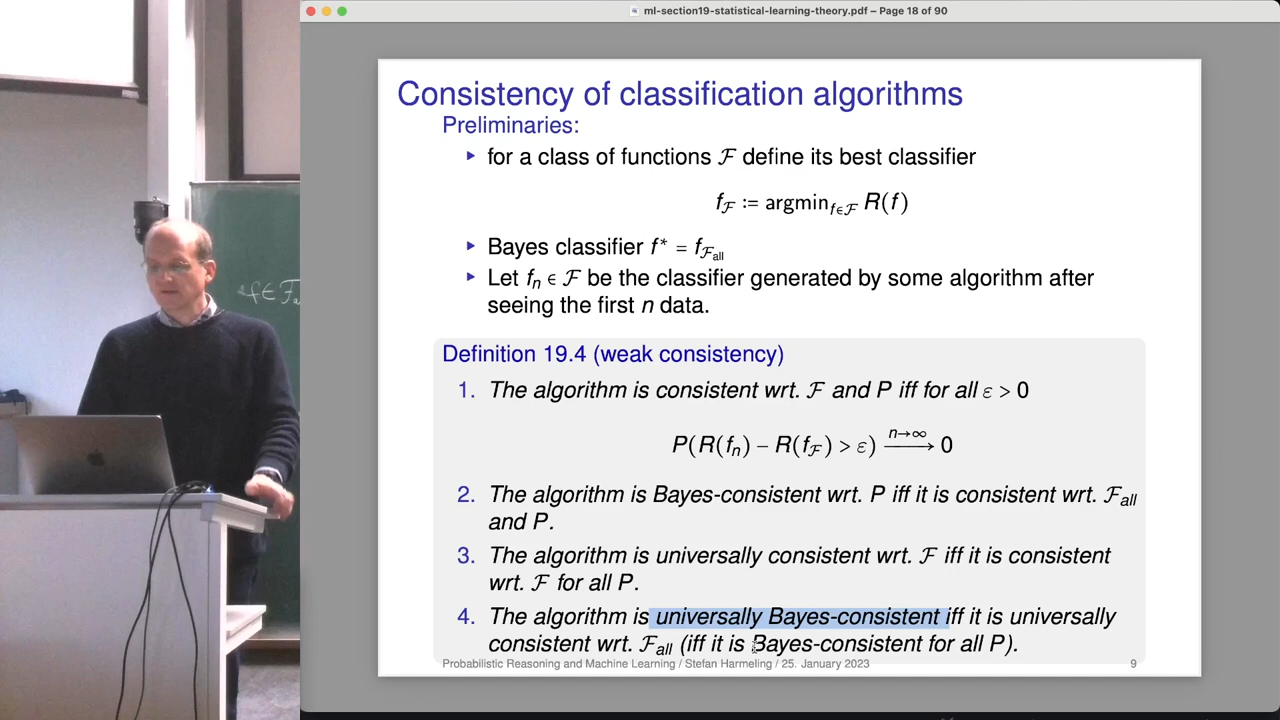 ml-section19-statistical-learning-theory.pdf – Page 18 of 90
Consistency of classification algorithms
Preliminaries:
▸ for a class of functions ℱ define its best classifier
f_ℱ := argmin_{f∈ℱ} R(f)
▸ Bayes classifier f* = f_{ℱ_all}
▸ Let f_n ∈ ℱ be the classifier generated by some algorithm after
seeing the first n data.
Definition 19.4 (weak consistency)
1. The algorithm is consistent wrt. ℱ and P iff for all ε > 0
P(R(f_n) – R(f_ℱ) > ε) —n→∞→ 0
2. The algorithm is Bayes-consistent wrt. P iff it is consistent wrt. ℱ_all
and P.
3. The algorithm is universally consistent wrt. ℱ iff it is consistent
wrt. ℱ for all P.
4. The algorithm is universally Bayes-consistent iff it is universally
consistent wrt. ℱ_all (iff it is Bayes-consistent for all P).
Probabilistic Reasoning and Machine Learning / Stefan Harmeling / 25. January 2023
9